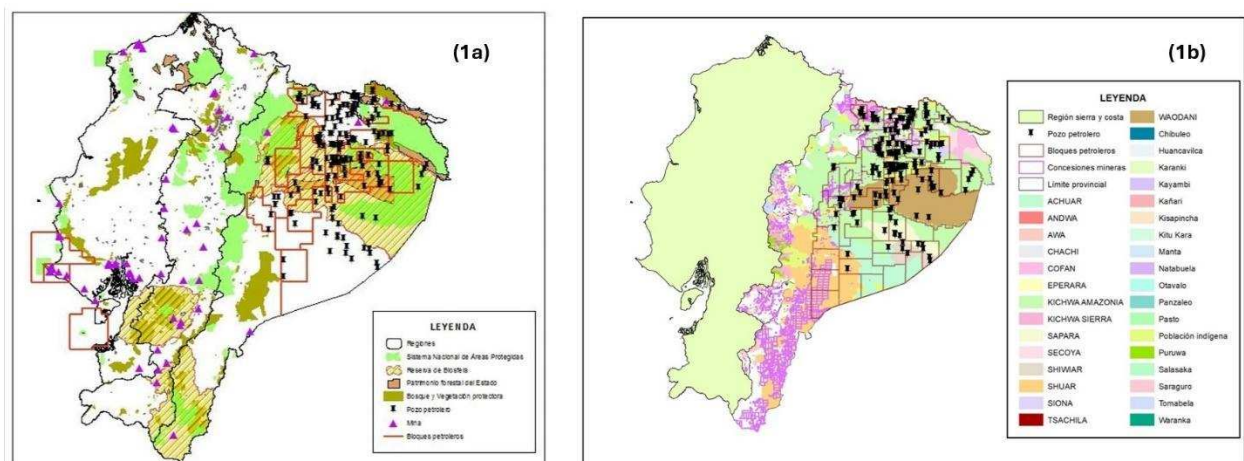 (1a)
LEYENDA
Regiones
Sistema Nacional de Áreas Protegidas
Reserva de Biosfera
Patrimonio forestal del Estado
Bosque y Vegetación protectora
Pozo petrolero
Mina
Bloques petroleros
(1b)
LEYENDA
Región sierra y costa
Pozo petrolero
Bloques petroleros
Concesiones mineras
Límite provincial
ACHUAR
ANDWA
AWA
CHACHI
COFAN
EPERARA
KICHWA AMAZONIA
KICHWA SIERRA
SAPARA
SECOYA
SHIWIAR
SHUAR
SIONA
TSACHILA
WAODANI
Chibuleo
Huancavilca
Karanki
Kayambi
Kañari
Kisapincha
Kitu Kara
Manta
Natabuela
Otavalo
Panzaleo
Pasto
Población indígena
Puruwa
Salasaka
Saraguro
Tomabela
Waranka